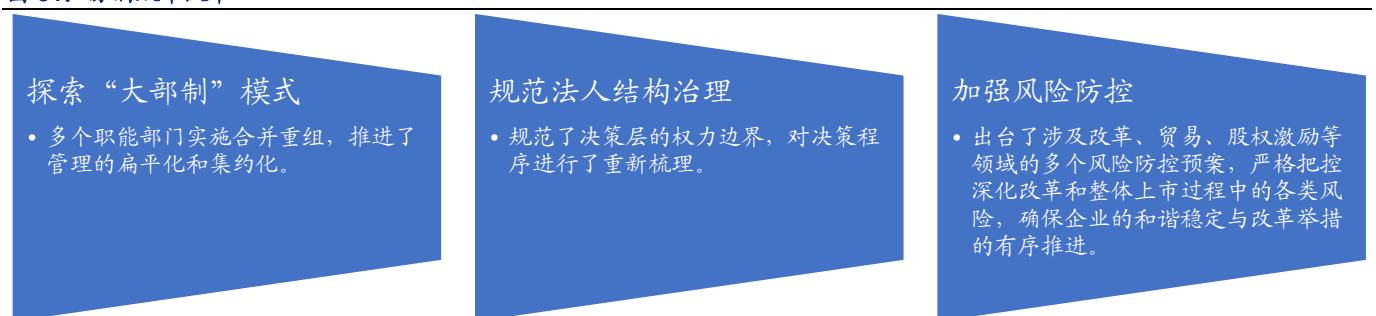 探索“大部制”模式
• 多个职能部门实施合并重组，推进了
管理的扁平化和集约化。
规范法人结构治理
• 规范了决策层的权力边界，对决策程
序进行了重新梳理。
加强风险防控
• 出台了涉及改革、贸易、股权激励等
领域的多个风险防控预案，严格把控
深化改革和整体上市过程中的各类风
险，确保企业的和谐稳定与改革举措
的有序推进。